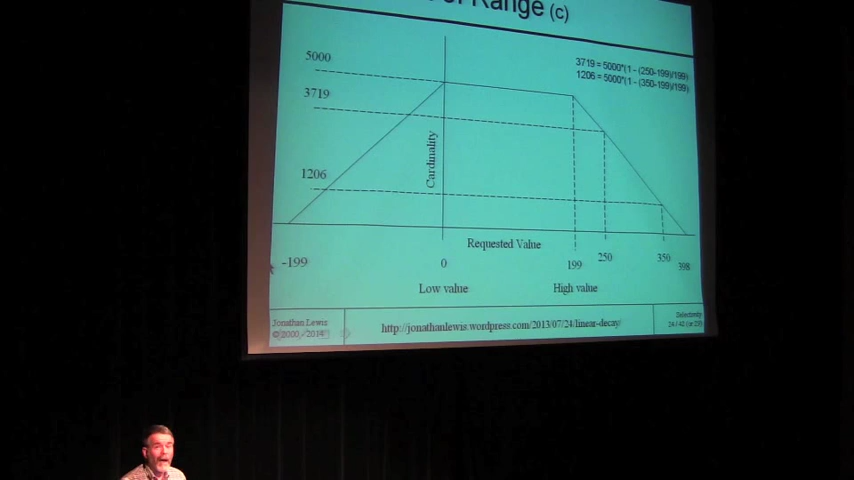 Range (c)
3719 = 5000*(1 - (250-199)/199)
1206 = 5000*(1 - (350-199)/199)
5000
3719
1206
Cardinality
Requested Value
-199
0
199
250
350
398
Low value
High value
Jonathan Lewis
© 2000 - 2014
http://jonathanlewis.wordpress.com/2013/07/24/linear-decay/
Selectivity